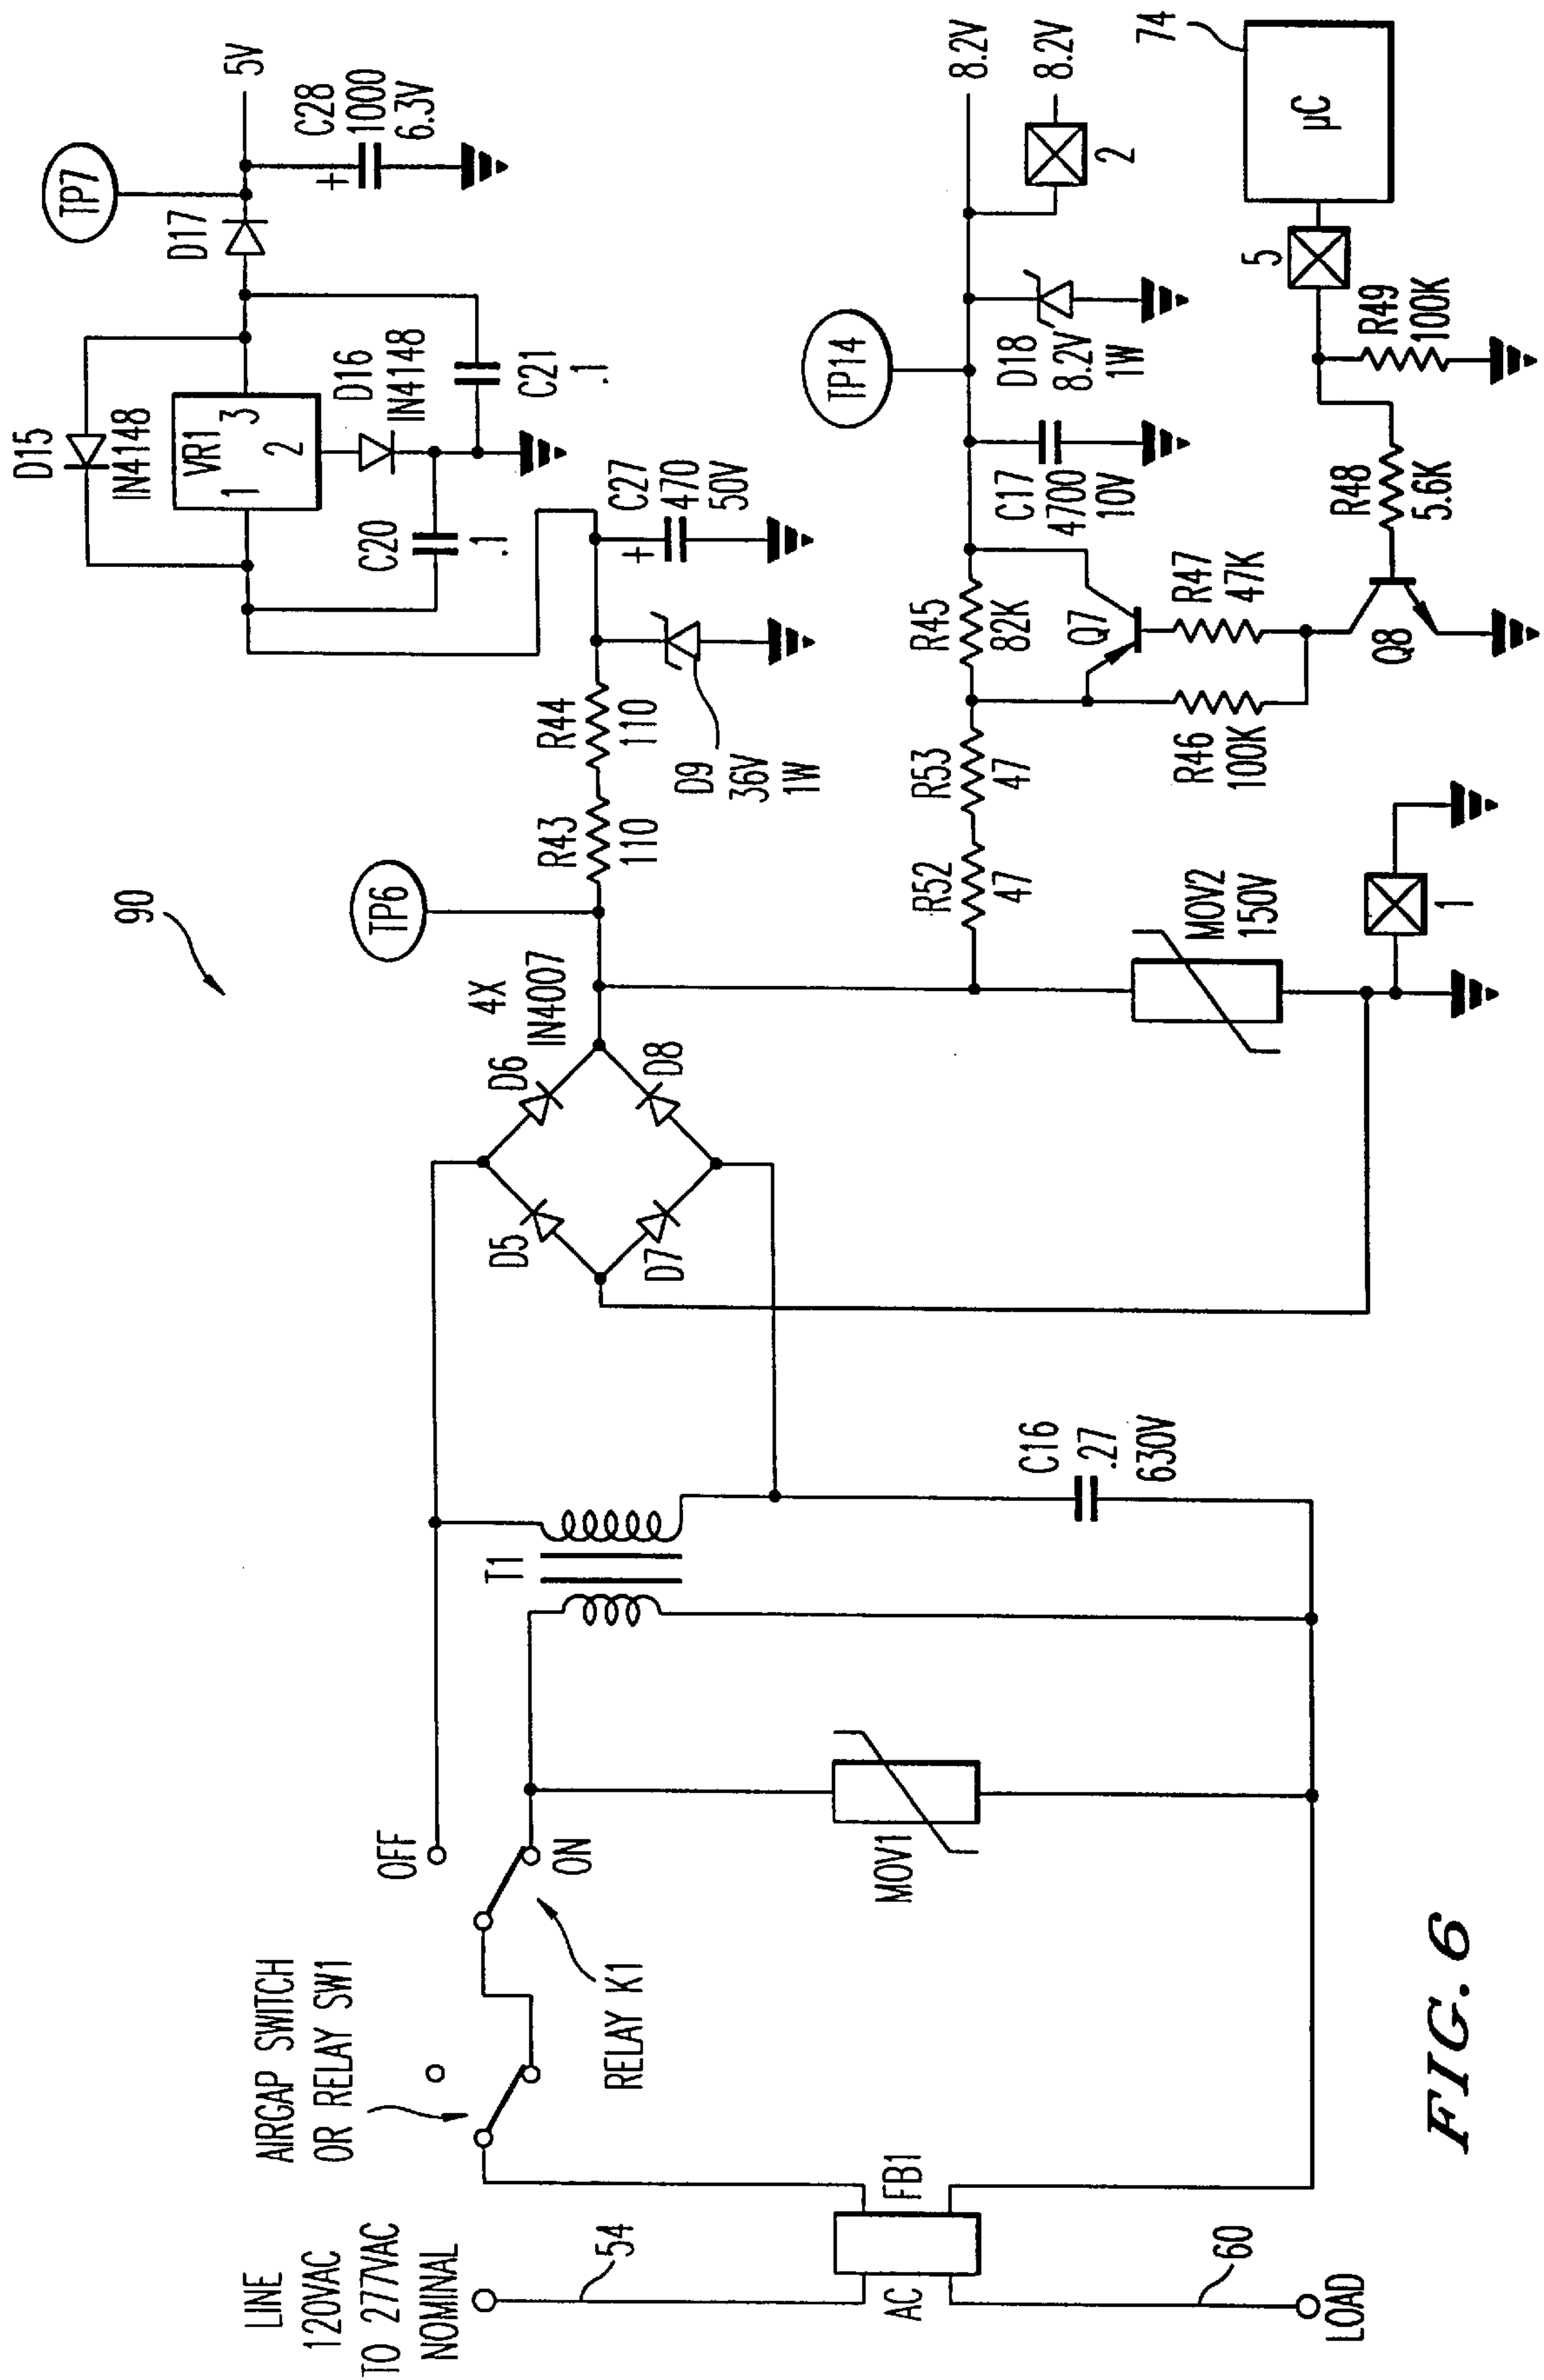 90
LINE
120VAC
TO 277VAC
NOMINAL
54
AC
FB1
60
LOAD
AIRGAP SWITCH
OR RELAY SW1
OFF
ON
RELAY K1
MOV1
T1
C16
.27
630V
D5
D6
D7
D8
4X
IN4007
TP6
R43
110
R44
110
D9
36V
1W
C27
470
50V
+
D15
IN4148
VR1
1
2
3
D16
IN4148
C20
.1
C21
.1
D17
TP7
5V
C28
1000
6.3V
+
MOV2
150V
1
R52
47
R53
47
R45
82K
Q7
R46
100K
R47
47K
Q8
R48
5.6K
R49
100K
C17
4700
10V
TP14
D18
8.2V
1W
8.2V
8.2V
2
5
µC
74
FIG. 6